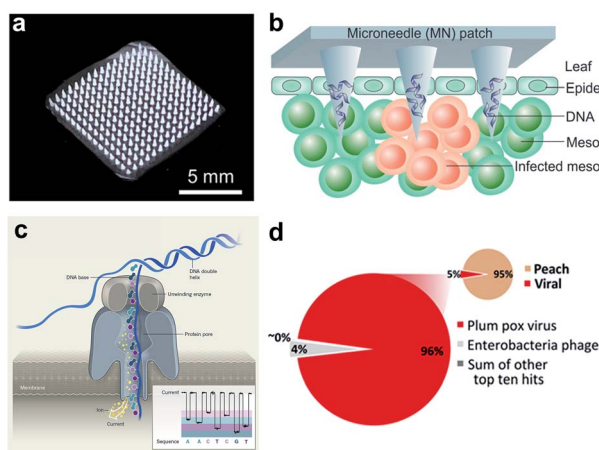 a
5 mm
b
Microneedle (MN) patch
Leaf
Epide
DNA
Meso
Infected meso
c
DNA base
DNA double
helix
Unwinding enzyme
Protein pore
Membrane
Ion
Current
Current
Sequence A A C T C G T
d
5%
95%
Peach
Viral
~0%
4%
96%
Plum pox virus
Enterobacteria phage
Sum of other
top ten hits